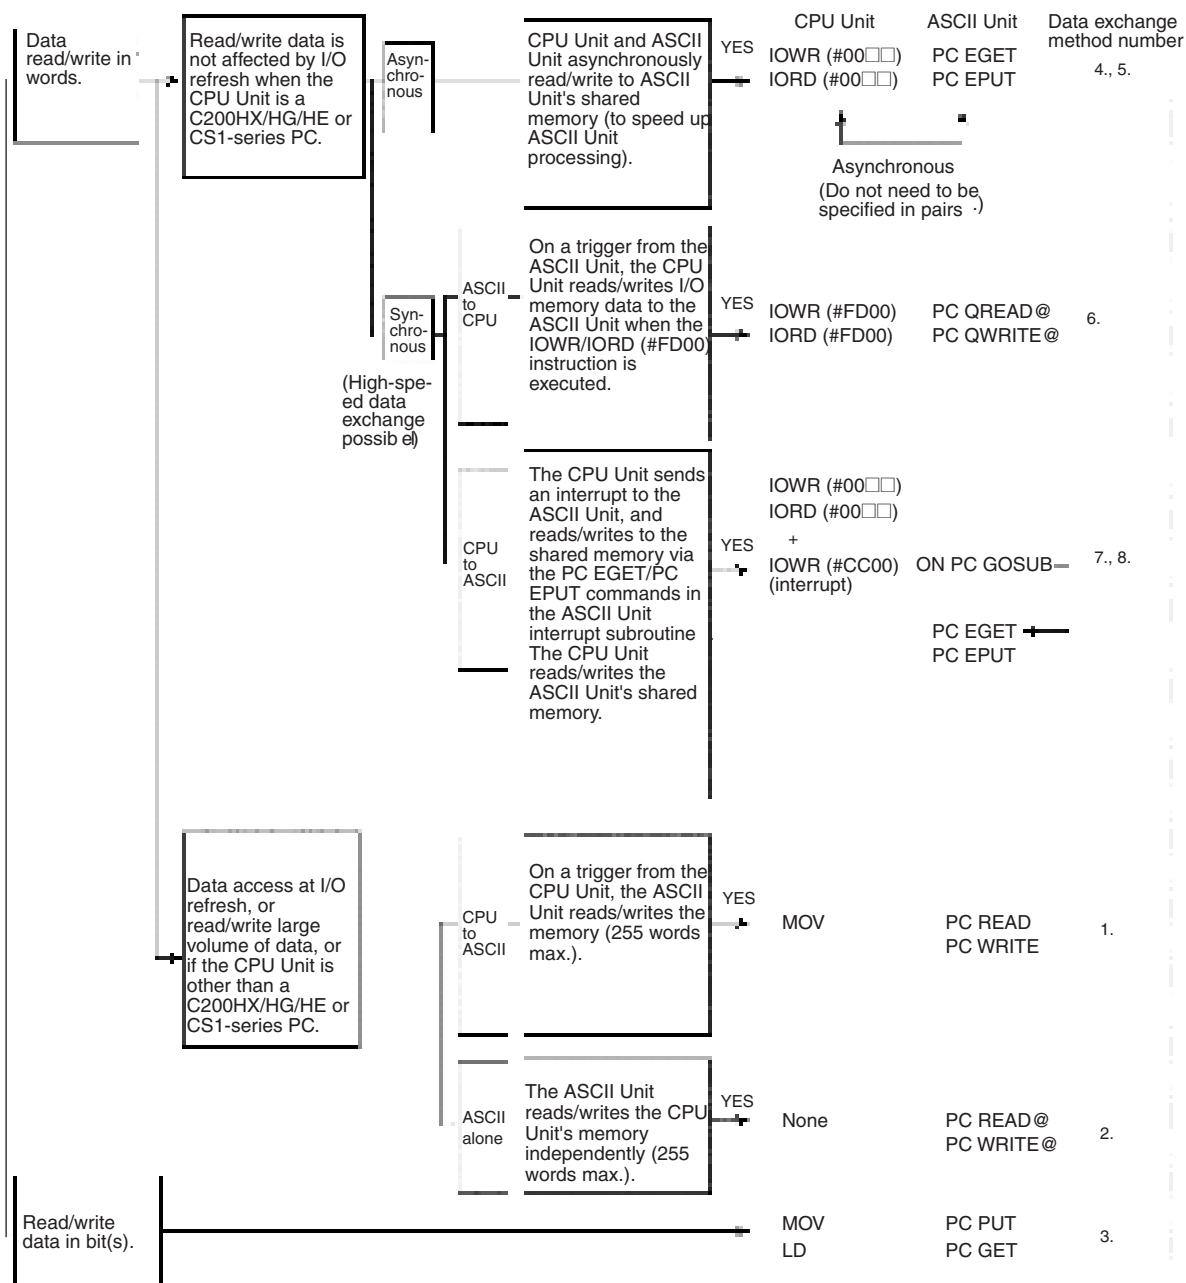 CPU Unit
ASCII Unit
Data exchange
method number
Data
read/write in
words.
Read/write data is
not affected by I/O
refresh when the
CPU Unit is a
C200HX/HG/HE or
CS1-series PC.
Asyn-
chro-
nous
CPU Unit and ASCII
Unit asynchronously
read/write to ASCII
Unit's shared
memory (to speed up
ASCII Unit
processing).
YES
IOWR (#00□□)
IORD (#00□□)
PC EGET
PC EPUT
4., 5.
Asynchronous
(Do not need to be
specified in pairs .)
Syn-
chro-
nous
(High-spe-
ed data
exchange
possib el)
ASCII
to
CPU
On a trigger from the
ASCII Unit, the CPU
Unit reads/writes I/O
memory data to the
ASCII Unit when the
IOWR/IORD (#FD00)
instruction is
executed.
YES
IOWR (#FD00)
IORD (#FD00)
PC QREAD@
PC QWRITE@
6.
CPU
to
ASCII
The CPU Unit sends
an interrupt to the
ASCII Unit, and
reads/writes to the
shared memory via
the PC EGET/PC
EPUT commands in
the ASCII Unit
interrupt subroutine .
The CPU Unit
reads/writes the
ASCII Unit's shared
memory.
YES
IOWR (#00□□)
IORD (#00□□)
+
IOWR (#CC00)
(interrupt)
ON PC GOSUB
PC EGET
PC EPUT
7., 8.
Data access at I/O
refresh, or
read/write large
volume of data, or
if the CPU Unit is
other than a
C200HX/HG/HE or
CS1-series PC.
CPU
to
ASCII
On a trigger from the
CPU Unit, the ASCII
Unit reads/writes the
memory (255 words
max.).
YES
MOV
PC READ
PC WRITE
1.
ASCII
alone
The ASCII Unit
reads/writes the CPU
Unit's memory
independently (255
words max.).
YES
None
PC READ@
PC WRITE@
2.
Read/write
data in bit(s).
MOV
LD
PC PUT
PC GET
3.